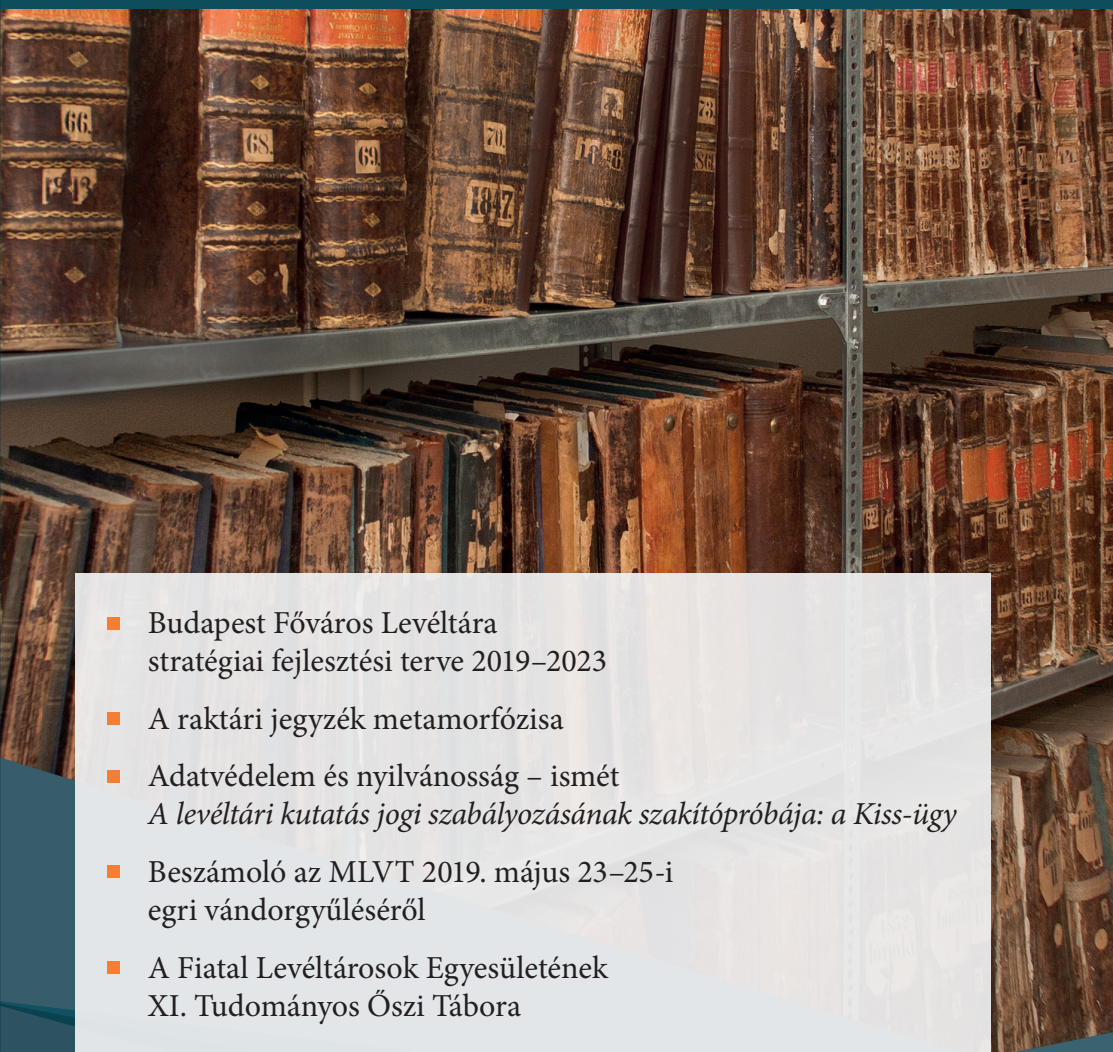 66.
68.
69.
70.
1847.
73.
Budapest Főváros Levéltára
stratégiai fejlesztési terve 2019–2023
A raktári jegyzék metamorfózisa
Adatvédelem és nyilvánosság – ismét
A levéltári kutatás jogi szabályozásának szakítópróbája: a Kiss-ügy
Beszámoló az MLVT 2019. május 23–25-i
egri vándorgyűléséről
A Fiatal Levéltárosok Egyesületének
XI. Tudományos Őszi Tábora